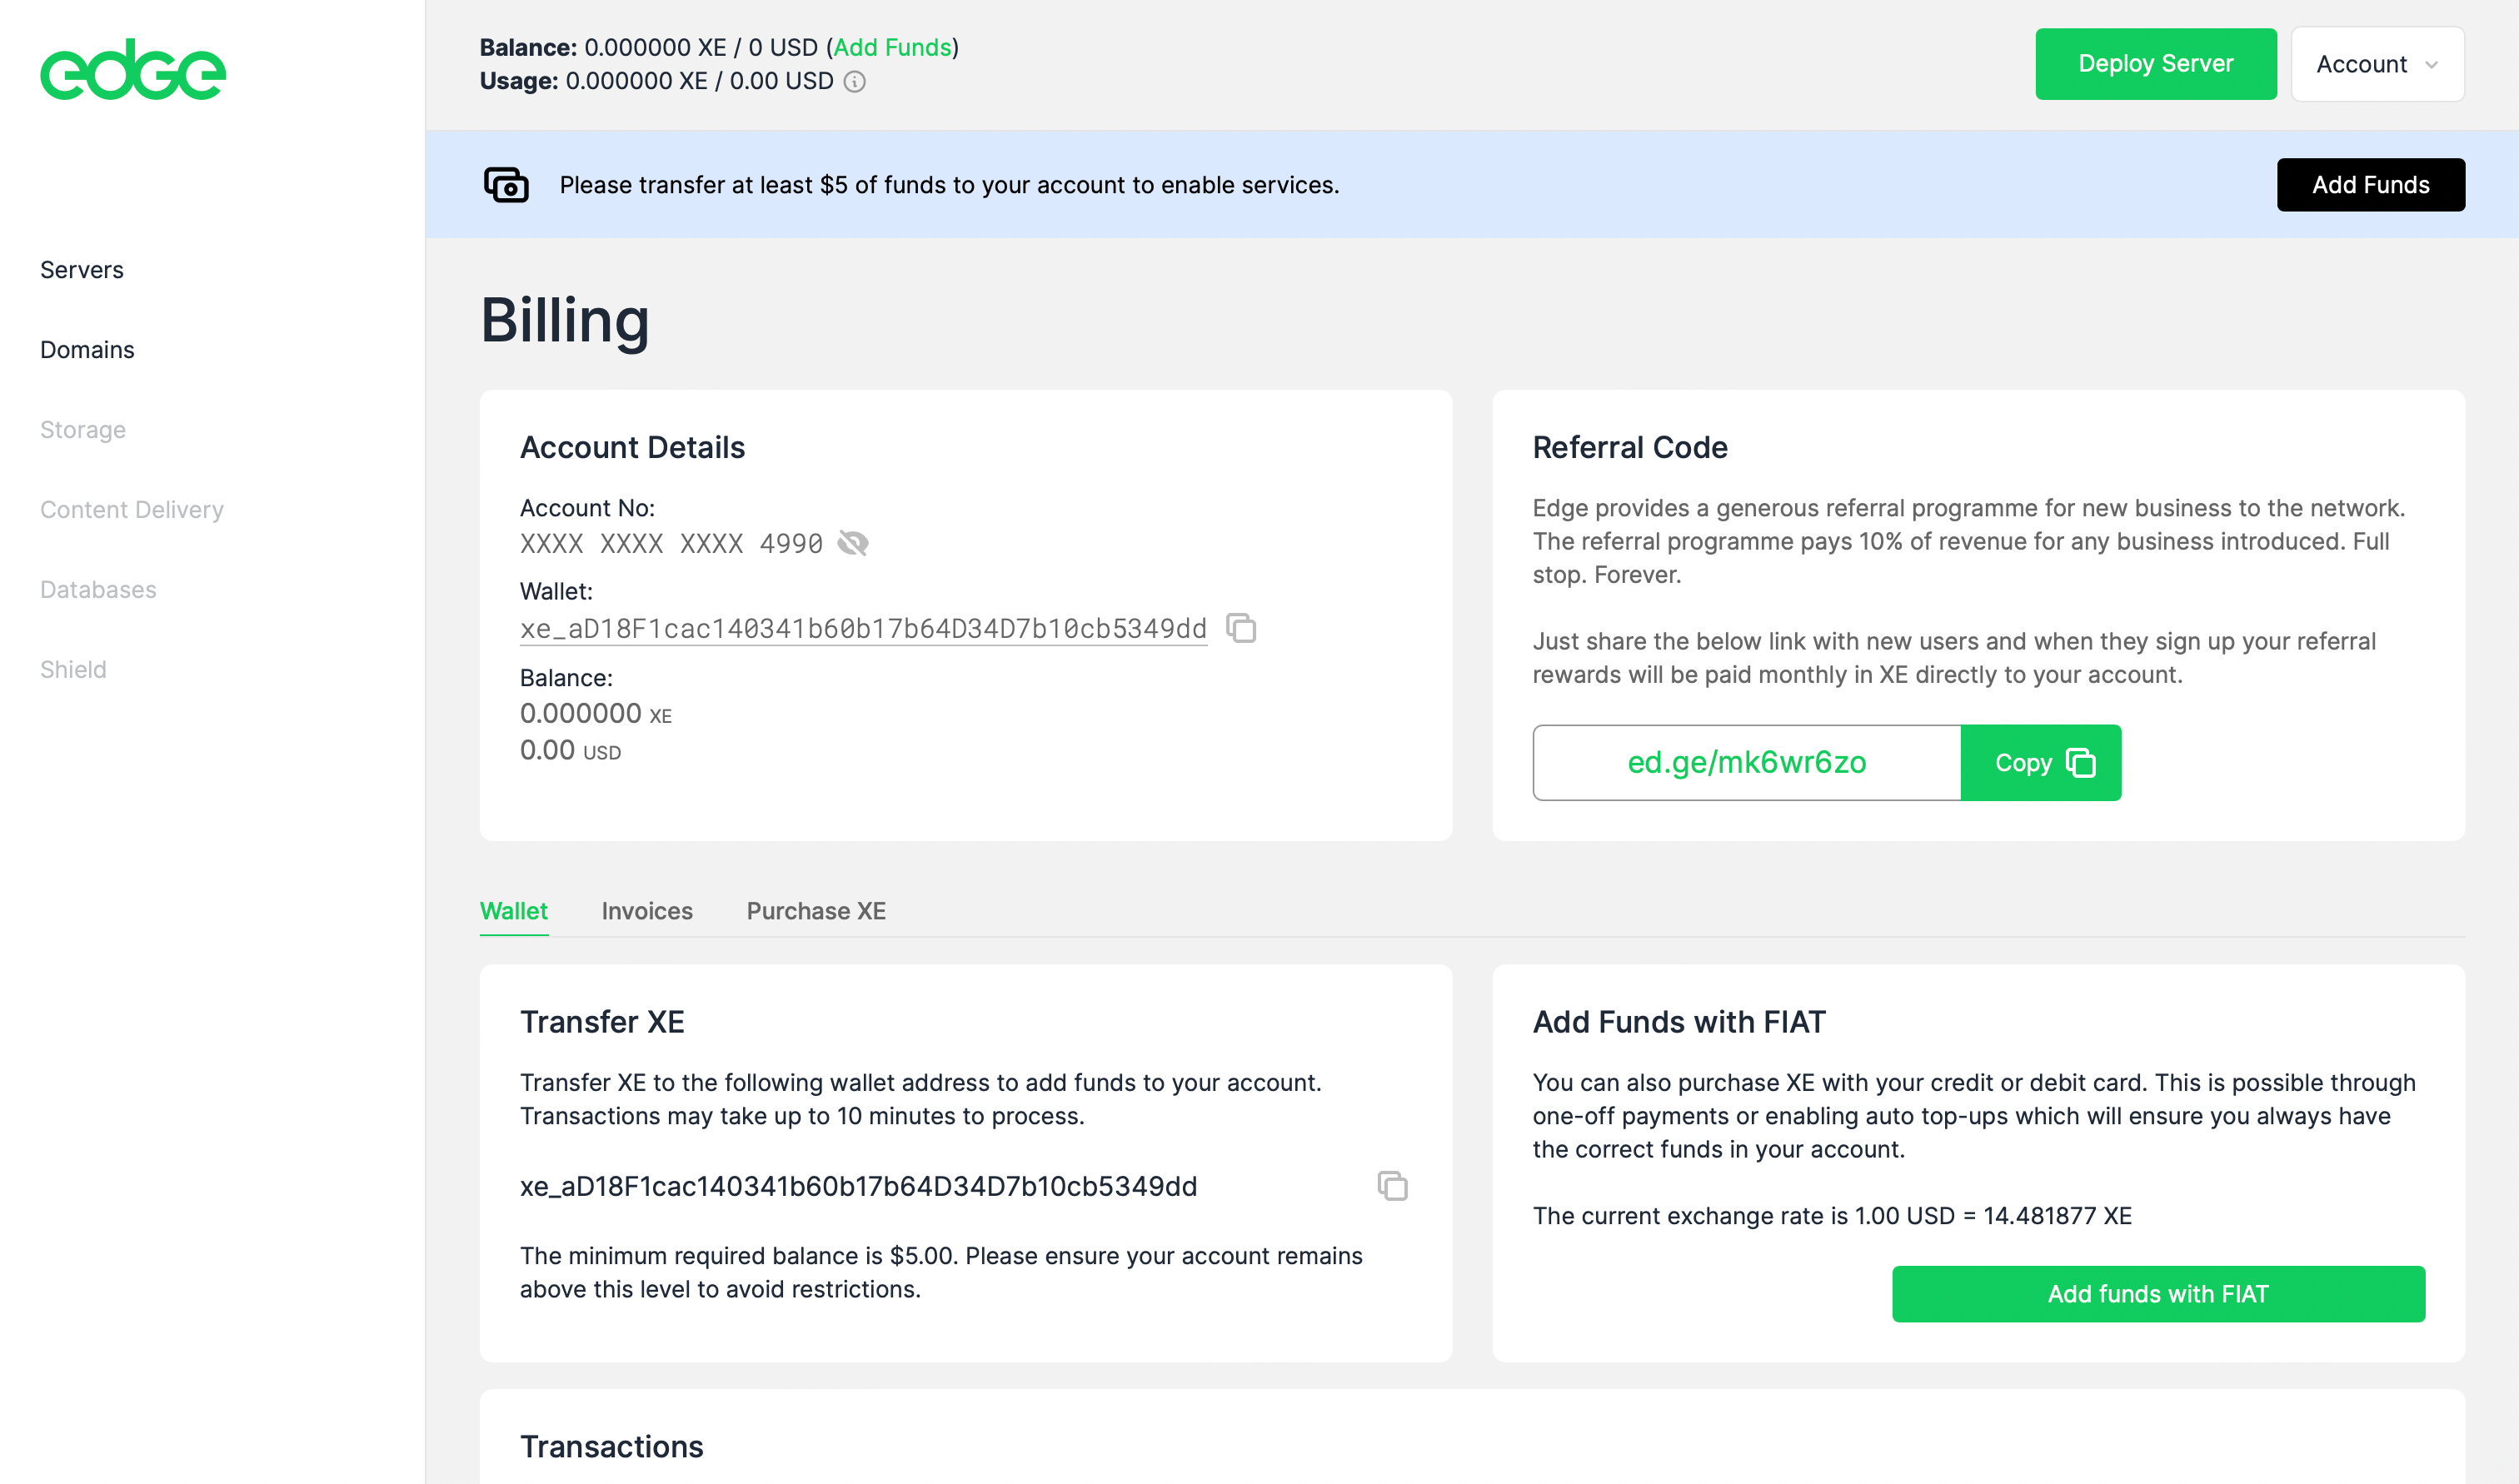 edge
Balance: 0.000000 XE / 0 USD (Add Funds)
Usage: 0.000000 XE / 0.00 USD
Deploy Server
Account
Please transfer at least $5 of funds to your account to enable services.
Add Funds
Servers
Domains
Storage
Content Delivery
Databases
Shield
Billing
Account Details
Account No:
XXXX XXXX XXXX 4990
Wallet:
xe_aD18F1cac140341b60b17b64D34D7b10cb5349dd
Balance:
0.000000 XE
0.00 USD
Referral Code
Edge provides a generous referral programme for new business to the network.
The referral programme pays 10% of revenue for any business introduced. Full
stop. Forever.
Just share the below link with new users and when they sign up your referral
rewards will be paid monthly in XE directly to your account.
ed.ge/mk6wr6zo
Copy
Wallet
Invoices
Purchase XE
Transfer XE
Transfer XE to the following wallet address to add funds to your account.
Transactions may take up to 10 minutes to process.
xe_aD18F1cac140341b60b17b64D34D7b10cb5349dd
The minimum required balance is $5.00. Please ensure your account remains
above this level to avoid restrictions.
Add Funds with FIAT
You can also purchase XE with your credit or debit card. This is possible through
one-off payments or enabling auto top-ups which will ensure you always have
the correct funds in your account.
The current exchange rate is 1.00 USD = 14.481877 XE
Add funds with FIAT
Transactions